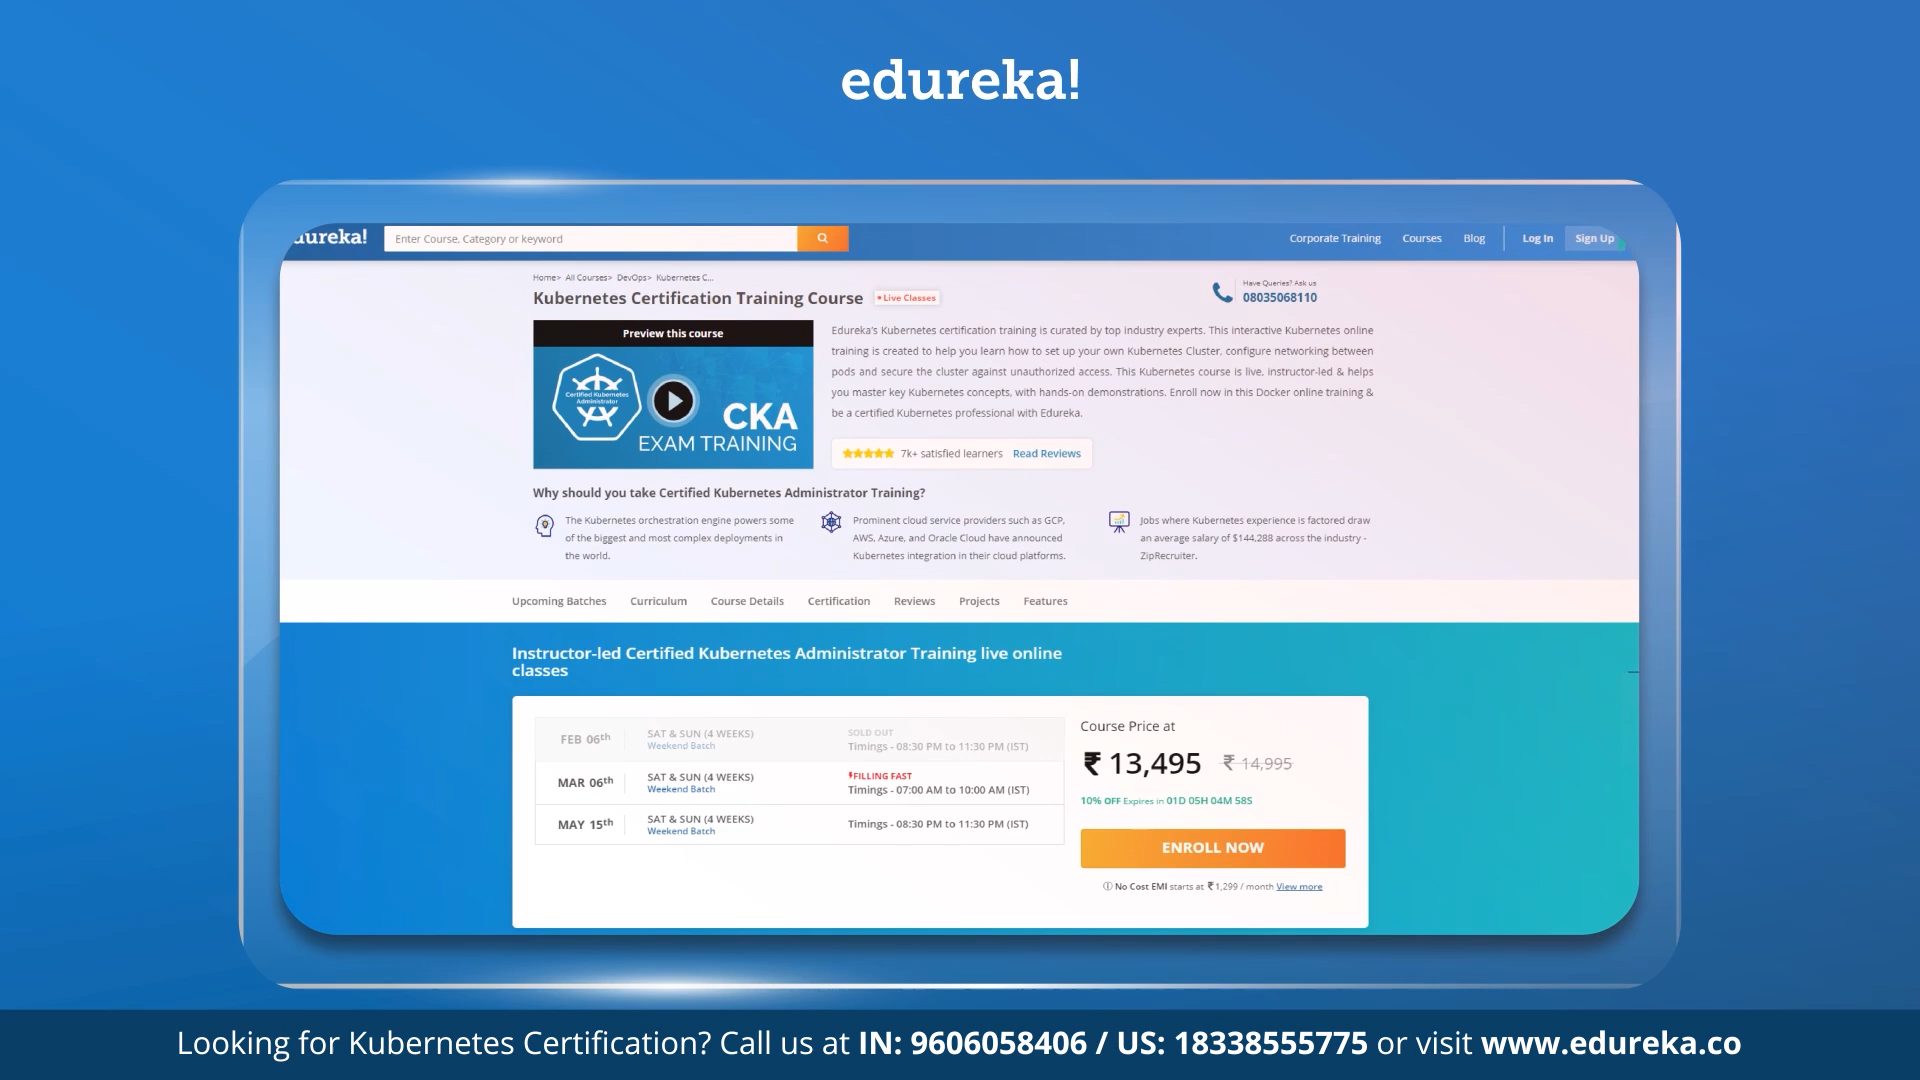 edureka!
edureka!
Enter Course, Category or keyword
Corporate Training Courses Blog Log In Sign Up
Home> All Courses> DevOps> Kubernetes C...
Kubernetes Certification Training Course • Live Classes
Have Queries? Ask us
08035068110
Preview this course
Certified Kubernetes
Administrator
CKA
EXAM TRAINING
Edureka's Kubernetes certification training is curated by top industry experts. This interactive Kubernetes online
training is created to help you learn how to set up your own Kubernetes Cluster, configure networking between
pods and secure the cluster against unauthorized access. This Kubernetes course is live, instructor-led & helps
you master key Kubernetes concepts, with hands-on demonstrations. Enroll now in this Docker online training &
be a certified Kubernetes professional with Edureka.
7k+ satisfied learners Read Reviews
Why should you take Certified Kubernetes Administrator Training?
The Kubernetes orchestration engine powers some
of the biggest and most complex deployments in
the world.
Prominent cloud service providers such as GCP,
AWS, Azure, and Oracle Cloud have announced
Kubernetes integration in their cloud platforms.
Jobs where Kubernetes experience is factored draw
an average salary of $144,288 across the industry -
ZipRecruiter.
Upcoming Batches Curriculum Course Details Certification Reviews Projects Features
Instructor-led Certified Kubernetes Administrator Training live online
classes
FEB 06th SAT & SUN (4 WEEKS) SOLD OUT
Weekend Batch Timings - 08:30 PM to 11:30 PM (IST)
MAR 06th SAT & SUN (4 WEEKS) FILLING FAST
Weekend Batch Timings - 07:00 AM to 10:00 AM (IST)
MAY 15th SAT & SUN (4 WEEKS) Timings - 08:30 PM to 11:30 PM (IST)
Weekend Batch
Course Price at
₹ 13,495 ₹ 14,995
10% OFF Expires in 01D 05H 04M 58S
ENROLL NOW
No Cost EMI starts at ₹ 1,299 / month View more
Looking for Kubernetes Certification? Call us at IN: 9606058406 / US: 18338555775 or visit www.edureka.co